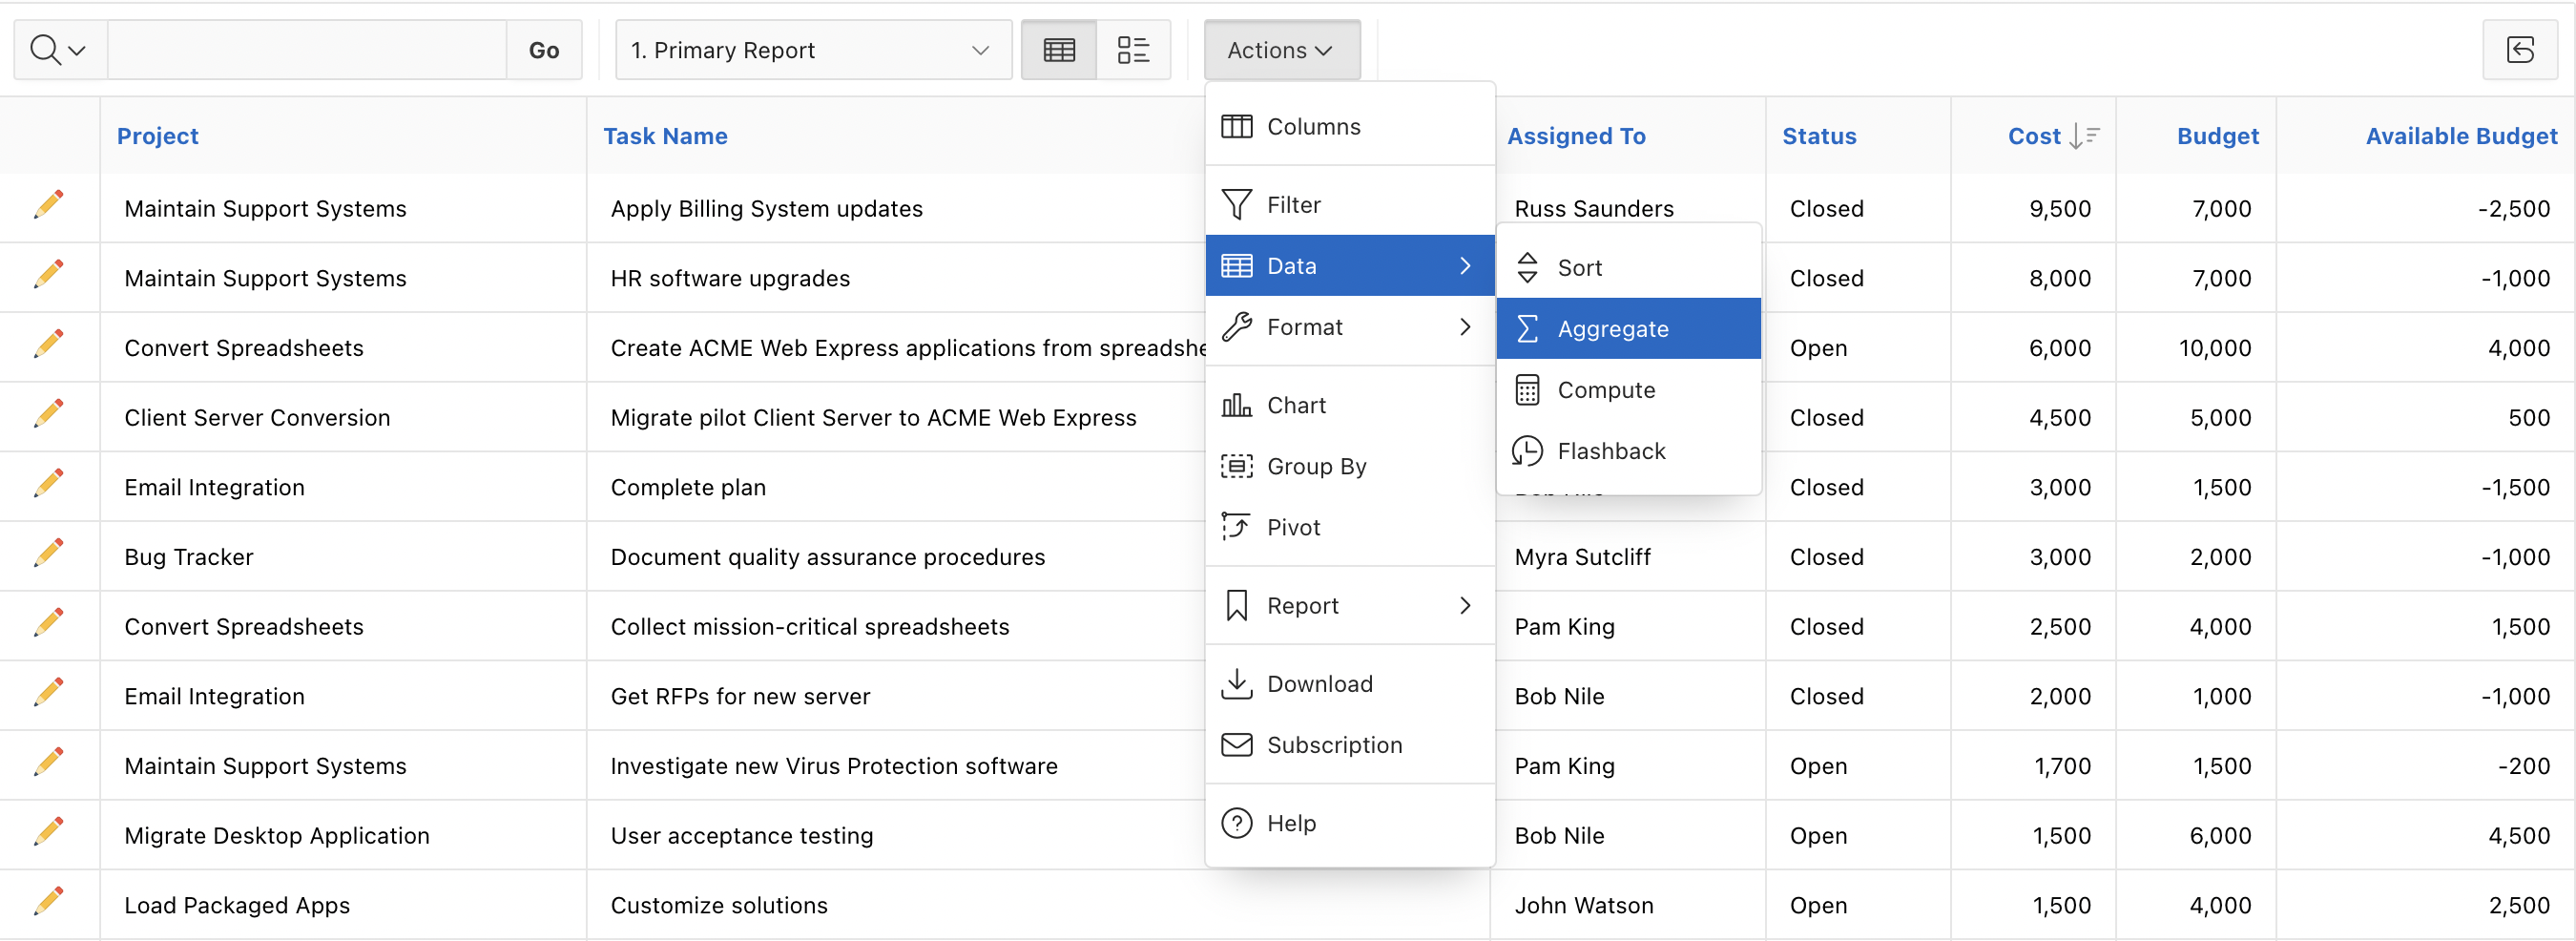 Go
1. Primary Report
Actions
Project Task Name Assigned To Status Cost Budget Available Budget
Maintain Support Systems Apply Billing System updates Russ Saunders Closed 9,500 7,000 -2,500
Maintain Support Systems HR software upgrades Closed 8,000 7,000 -1,000
Convert Spreadsheets Create ACME Web Express applications from Open 6,000 10,000 4,000
Client Server Conversion Migrate pilot Client Server to ACME Web Express Closed 4,500 5,000 500
Email Integration Complete plan Closed 3,000 1,500 -1,500
Bug Tracker Document quality assurance procedures Myra Sutcliff Closed 3,000 2,000 -1,000
Convert Spreadsheets Collect mission-critical spreadsheets Pam King Closed 2,500 4,000 1,500
Email Integration Get RFPs for new server Bob Nile Closed 2,000 1,000 -1,000
Maintain Support Systems Investigate new Virus Protection software Pam King Open 1,700 1,500 -200
Migrate Desktop Application User acceptance testing Bob Nile Open 1,500 6,000 4,500
Load Packaged Apps Customize solutions John Watson Open 1,500 4,000 2,500
Columns
Filter
Data
Format
Chart
Group By
Pivot
Report
Download
Subscription
Help
Sort
Aggregate
Compute
Flashback